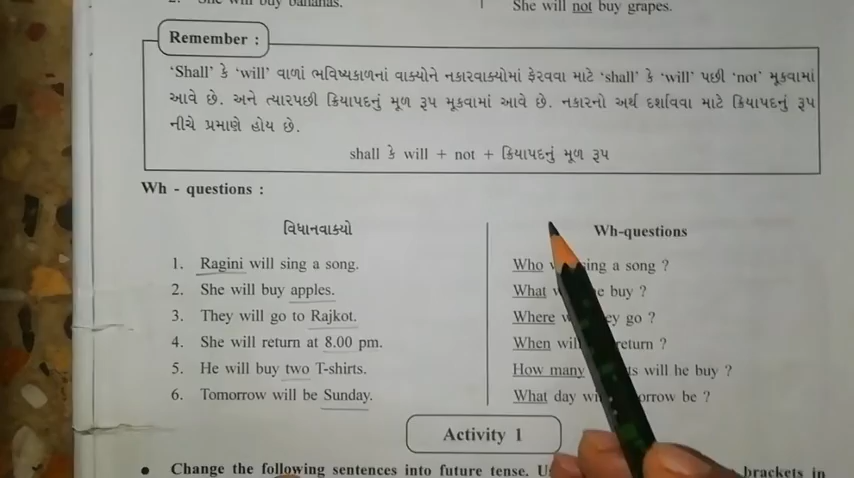 She will buy bananas.
She will not buy grapes.
Remember :
'Shall' કે 'will' વાળાં ભવિષ્યકાળનાં વાક્યોને નકારવાક્યોમાં ફેરવવા માટે 'shall' કે 'will' પછી 'not' મૂકવામાં
આવે છે. અને ત્યારપછી ક્રિયાપદનું મૂળ રૂપ મૂકવામાં આવે છે. નકારનો અર્થ દર્શાવવા માટે ક્રિયાપદનું રૂપ
નીચે પ્રમાણે હોય છે.
shall કે will + not + ક્રિયાપદનું મૂળ રૂપ
Wh - questions :
વિધાનવાક્યો
Wh-questions
1. Ragini will sing a song.
Who sing a song ?
2. She will buy apples.
What buy ?
3. They will go to Rajkot.
Where go ?
4. She will return at 8.00 pm.
When will return ?
5. He will buy two T-shirts.
How many will he buy ?
6. Tomorrow will be Sunday.
What day be ?
Activity 1
• Change the following sentences into future tense. brackets in